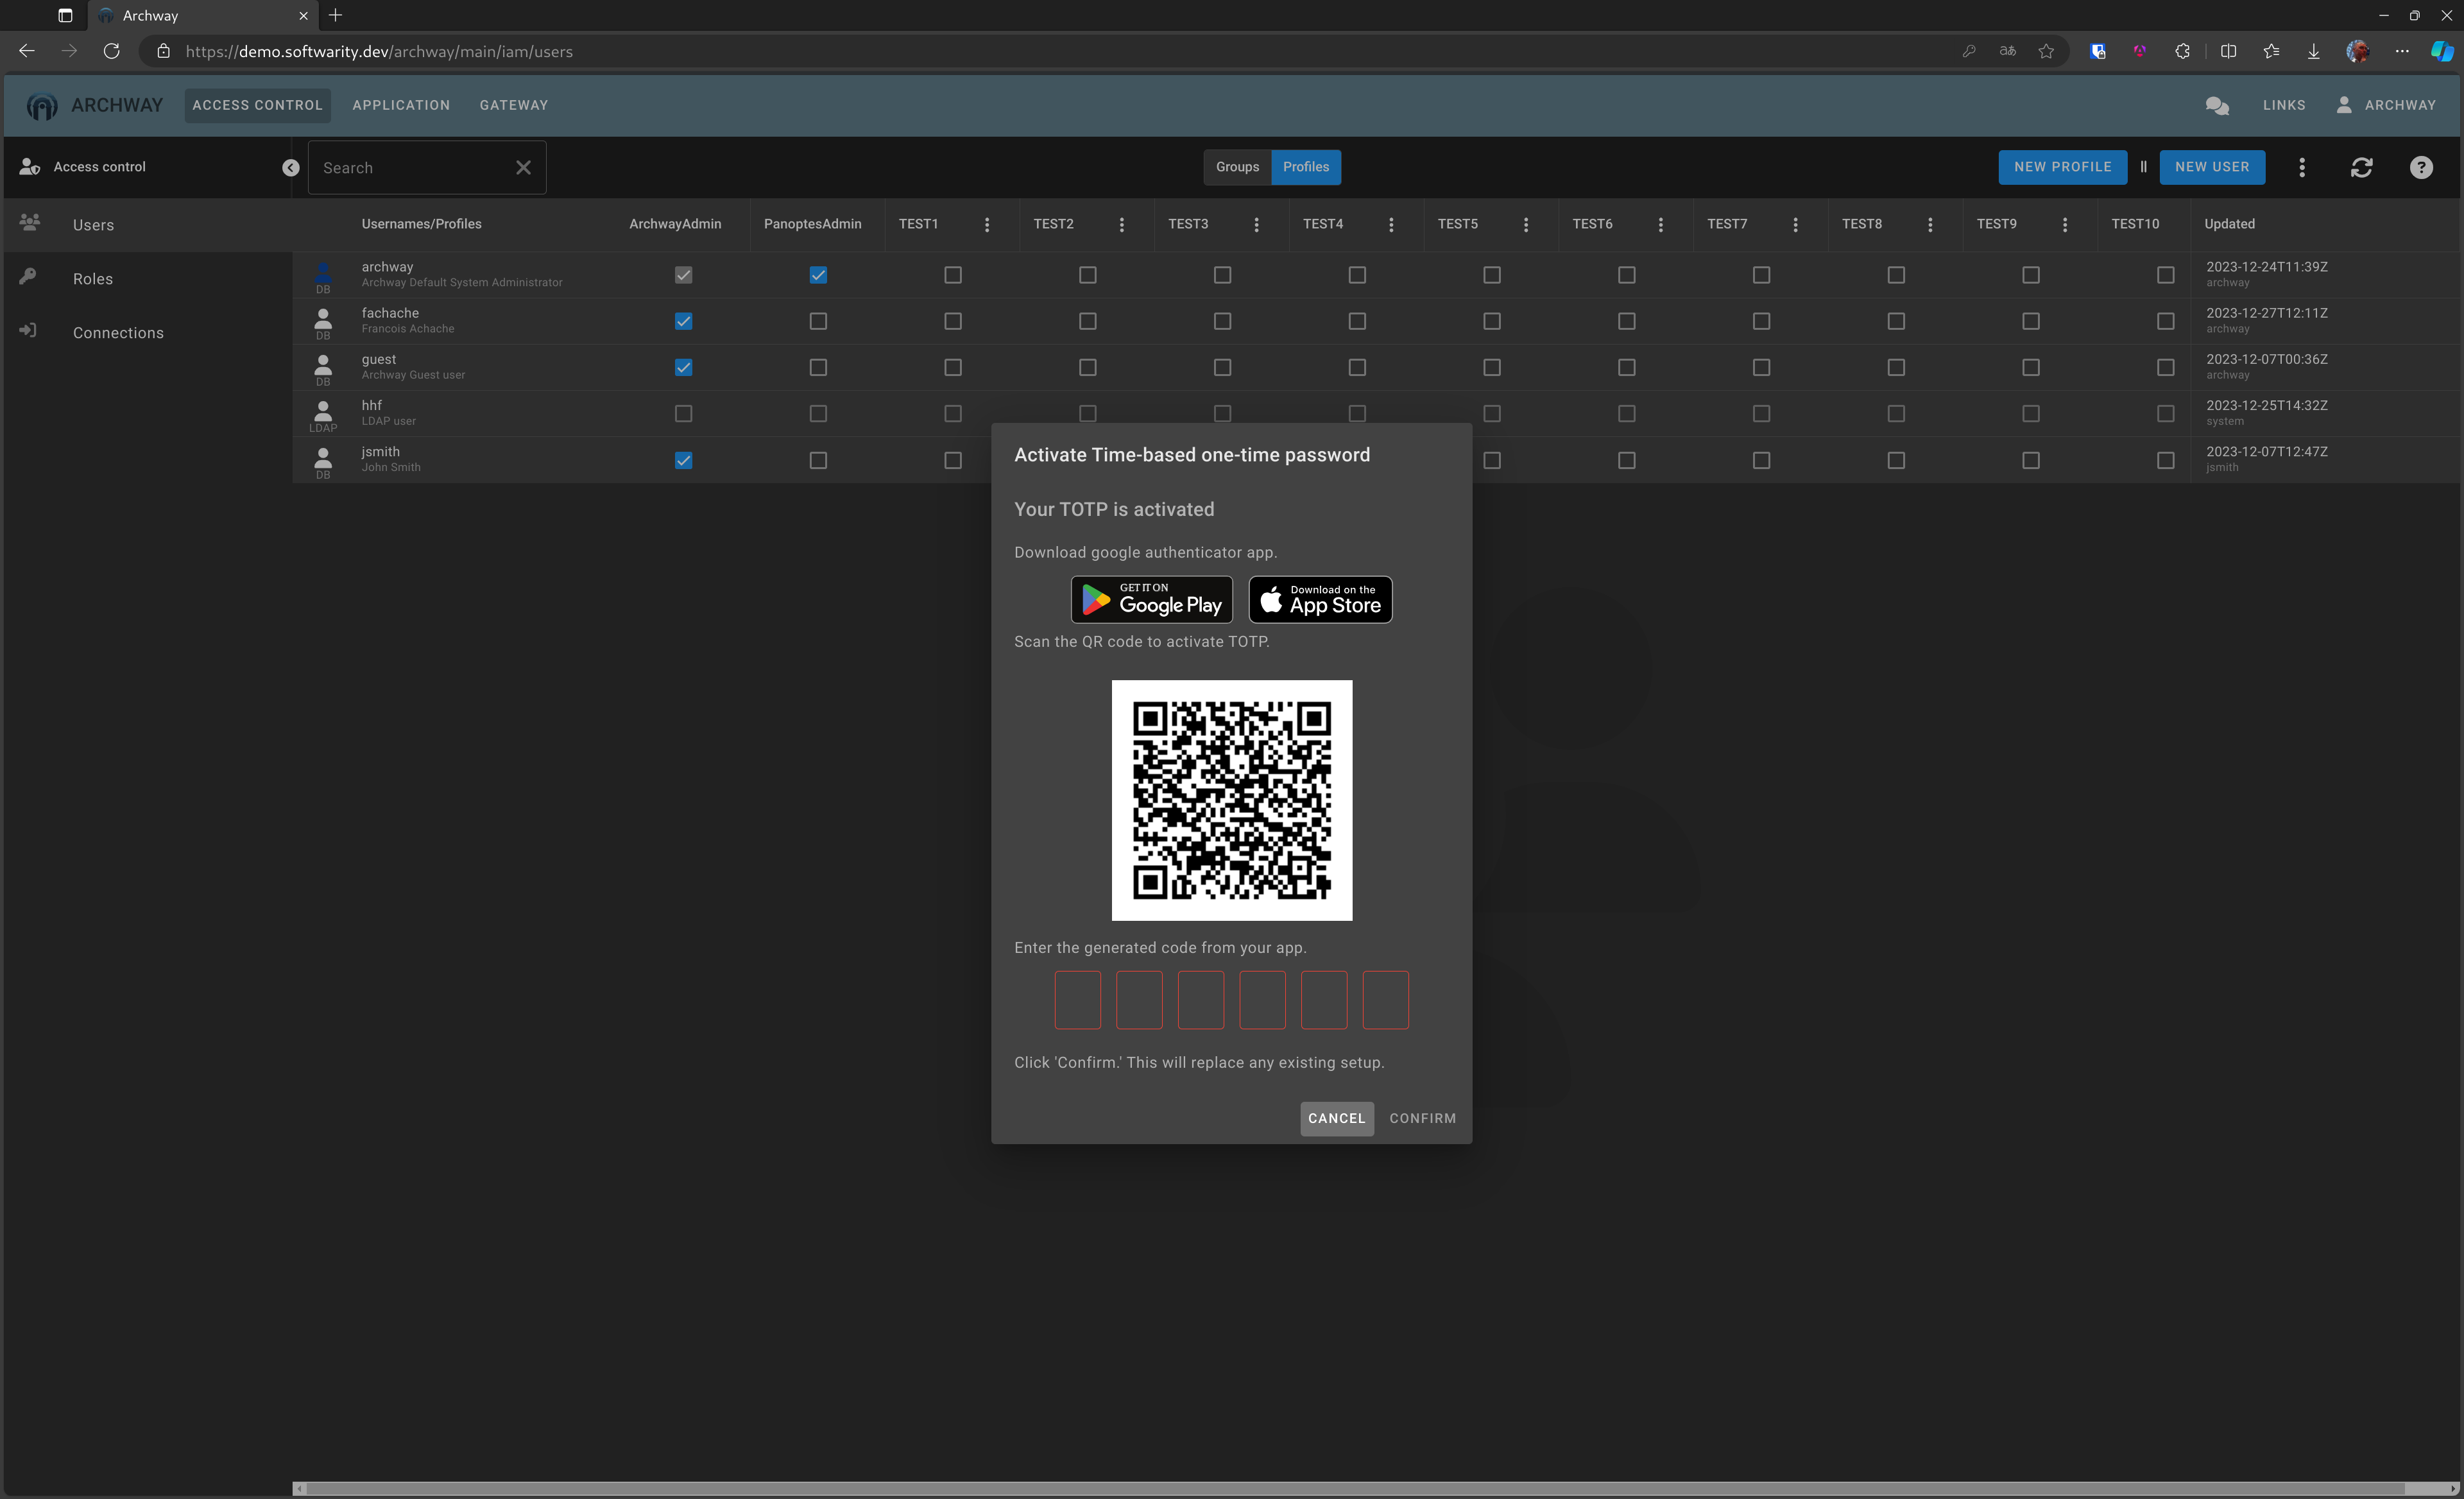 Archway
https://demo.softwarity.dev/archway/main/iam/users
ARCHWAY
ACCESS CONTROL
APPLICATION
GATEWAY
LINKS
ARCHWAY
Access control
Search
Groups
Profiles
NEW PROFILE
NEW USER
Users
Roles
Connections
Usernames/Profiles ArchwayAdmin PanoptesAdmin TEST1 TEST2 TEST3 TEST4 TEST5 TEST6 TEST7 TEST8 TEST9 TEST10 Updated
archway 2023-12-24T11:39Z
DB Archway Default System Administrator archway
fachache 2023-12-27T12:11Z
DB Francois Achache archway
guest 2023-12-07T00:36Z
DB Archway Guest user archway
hhf 2023-12-25T14:32Z
LDAP LDAP user system
jsmith 2023-12-07T12:47Z
DB John Smith jsmith
Activate Time-based one-time password
Your TOTP is activated
Download google authenticator app.
GET IT ON
Google Play
Download on the
App Store
Scan the QR code to activate TOTP.
Enter the generated code from your app.
Click 'Confirm.' This will replace any existing setup.
CANCEL
CONFIRM